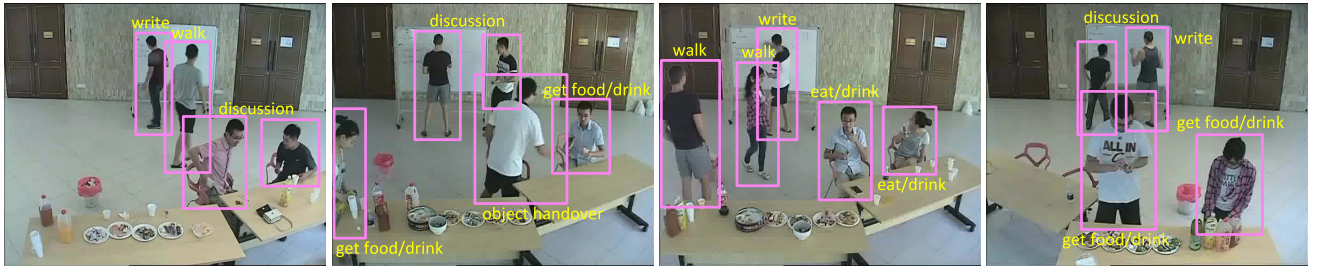 write
walk
discussion
discussion
get food/drink
object handover
get food/drink
write
walk
walk
eat/drink
eat/drink
discussion
write
get food/drink
ALL IN
get food/drink